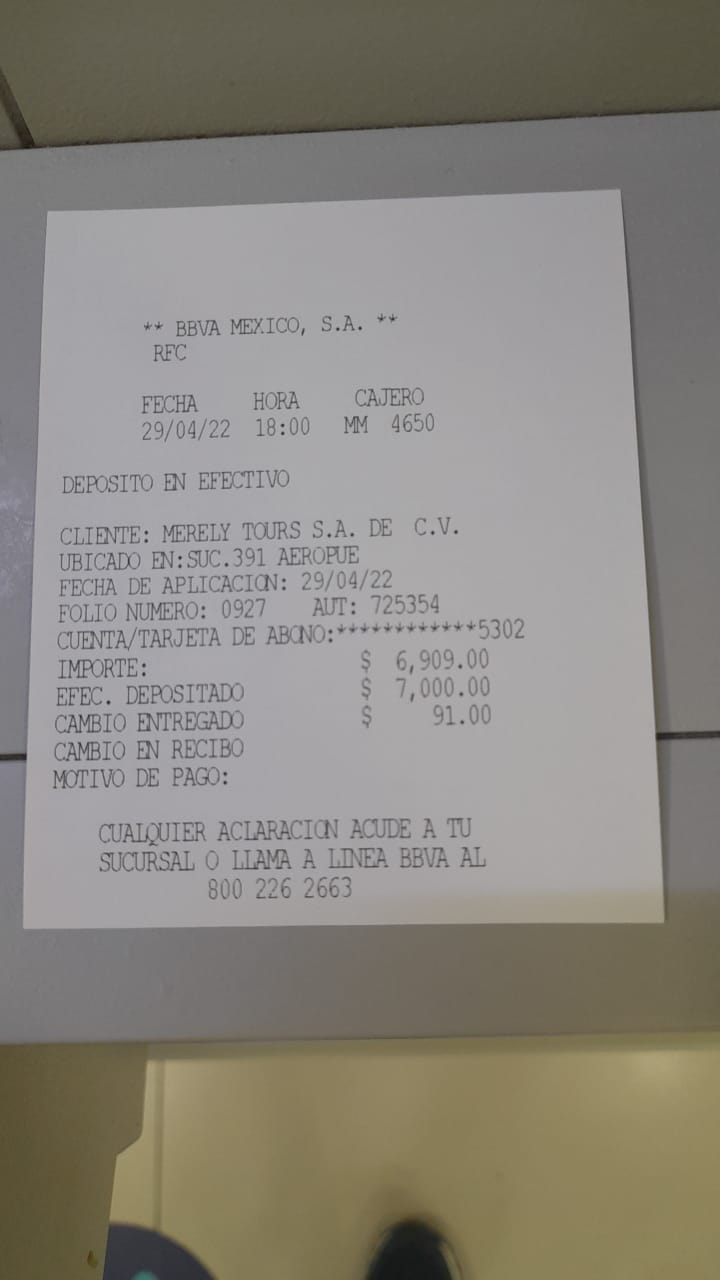 ** BBVA MEXICO, S.A. **
RFC
FECHA HORA CAJERO
29/04/22 18:00 MM 4650
DEPOSITO EN EFECTIVO
CLIENTE: MERELY TOURS S.A. DE C.V.
UBICADO EN:SUC.391 AEROPUE
FECHA DE APLICACION: 29/04/22
FOLIO NUMERO: 0927 AUT: 725354
CUENTA/TARJETA DE ABONO:************5302
IMPORTE: $ 6,909.00
EFEC. DEPOSITADO $ 7,000.00
CAMBIO ENTREGADO $ 91.00
CAMBIO EN RECIBO
MOTIVO DE PAGO:
CUALQUIER ACLARACION ACUDE A TU
SUCURSAL O LLAMA A LINEA BBVA AL
800 226 2663